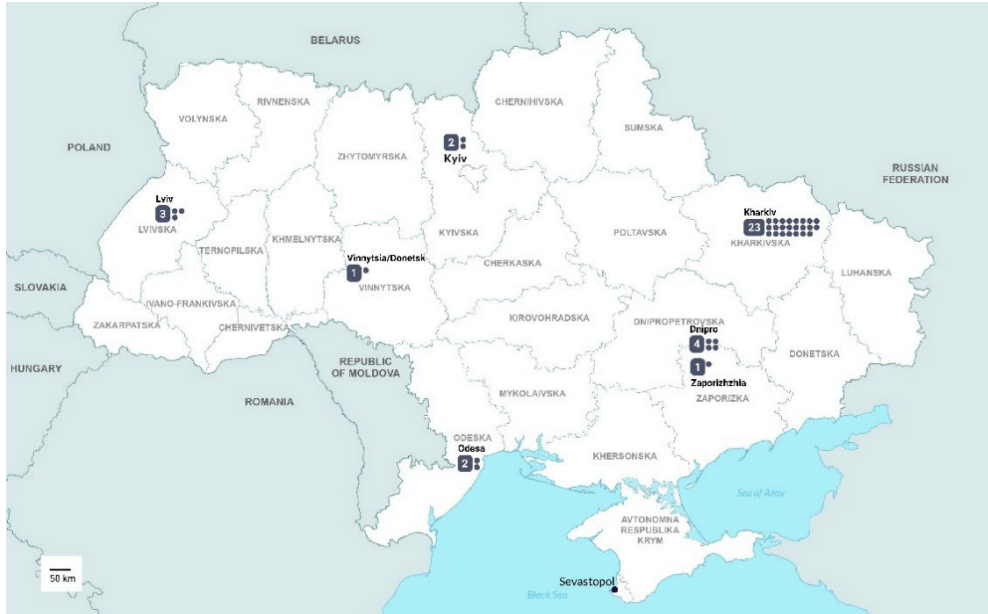 BELARUS
CHERNIHIVSKA
RIVNENSKA
VOLYNSKA
SUMSKA
POLAND
2
Kyiv
ZHYTOMYRSKA
RUSSIAN
FEDERATION
Lviv
3
LVIVSKA
Kharkiv
23
KHARKIVSKA
KHMELNYTSKA
TERNOPILSKA
KYIVSKA
POLTAVSKA
Vinnytsia/Donetsk
1
VINNYTSKA
CHERKASKA
LUHANSKA
SLOVAKIA
IVANO-FRANKIVSKA
ZAKARPATSKA
CHERNIVETSKA
KIROVOHRADSKA
DNIPROPETROVSKA
Dnipro
4
1
Zaporizhzhia
ZAPORIZKA
DONETSKA
HUNGARY
REPUBLIC
OF MOLDOVA
ROMANIA
MYKOLAIVSKA
ODESKA
Odesa
2
KHERSONSKA
Sea of Azov
AVTONOMNA
RESPUBLIKA
KRYM
50 km
Sevastopol
Black Sea